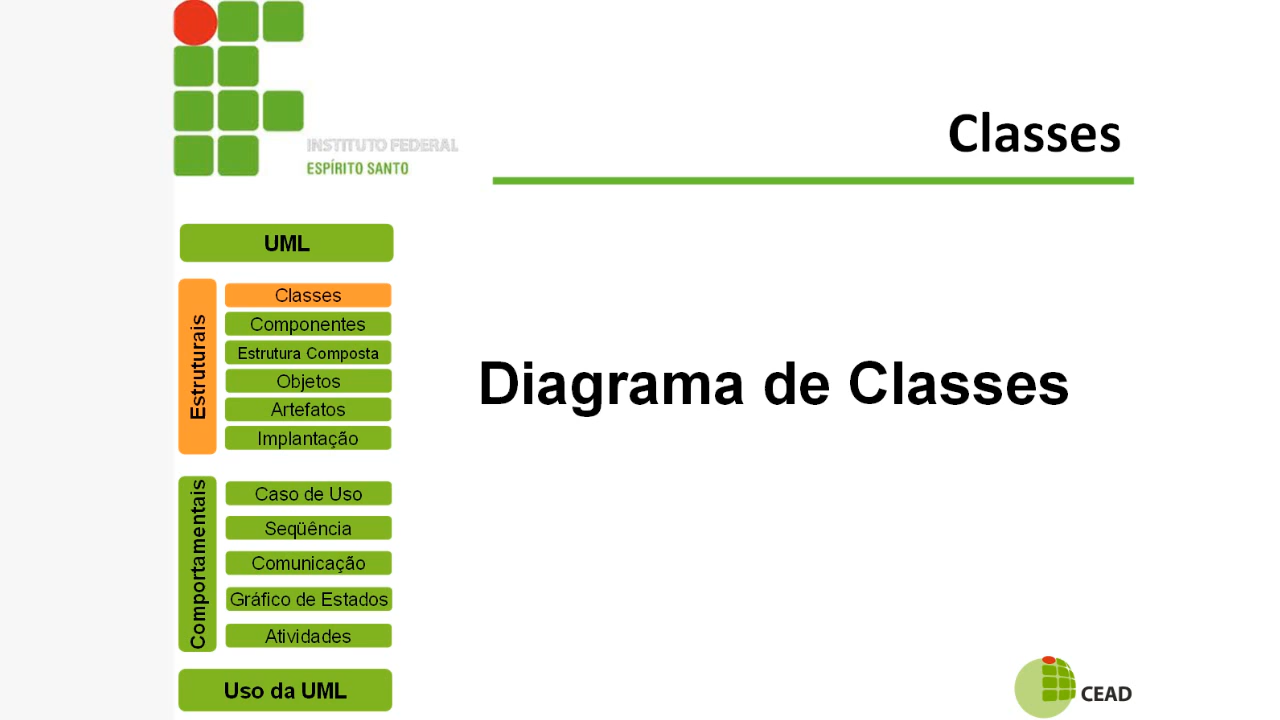 INSTITUTO FEDERAL
ESPÍRITO SANTO
Classes
UML
Estruturais
Classes
Componentes
Estrutura Composta
Objetos
Artefatos
Implantação
Diagrama de Classes
Comportamentais
Caso de Uso
Seqüência
Comunicação
Gráfico de Estados
Atividades
Uso da UML
CEAD